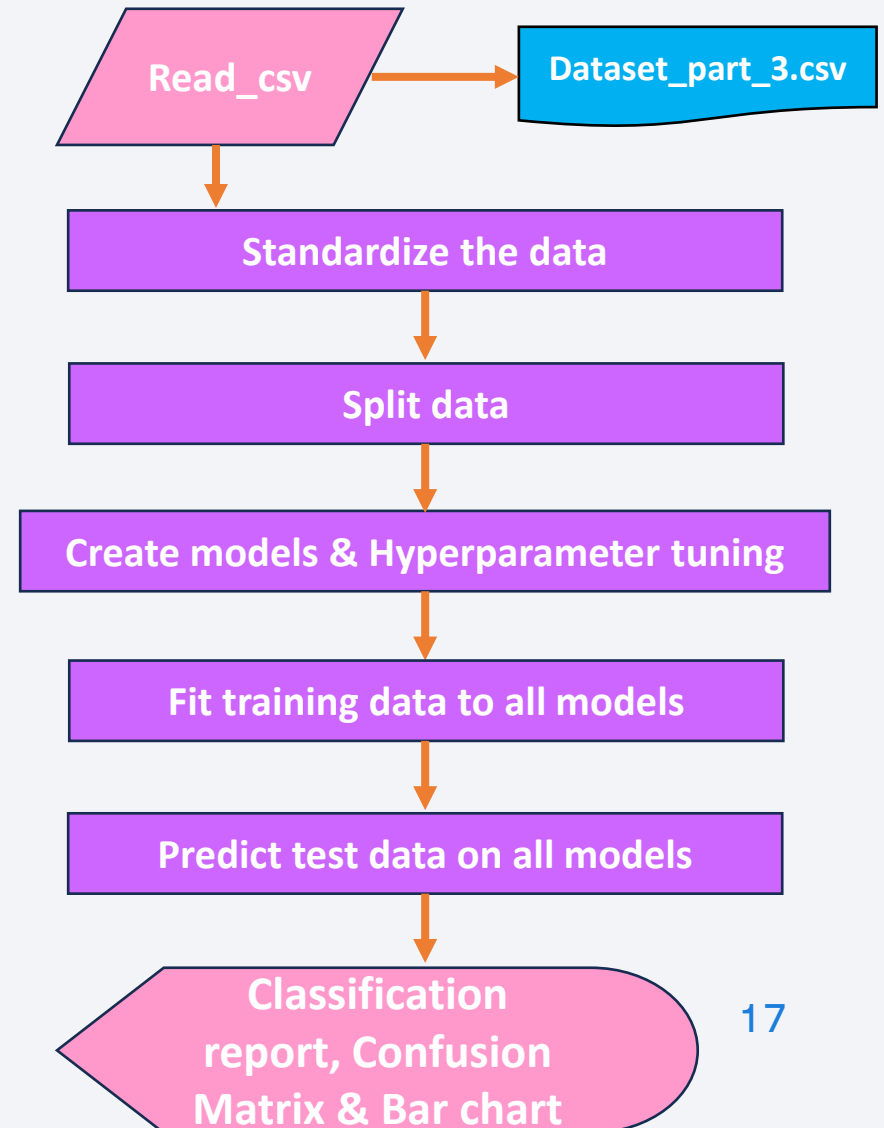 Read_csv
Dataset_part_3.csv
Standardize the data
Split data
Create models & Hyperparameter tuning
Fit training data to all models
Predict test data on all models
Classification
report, Confusion
Matrix & Bar chart
17